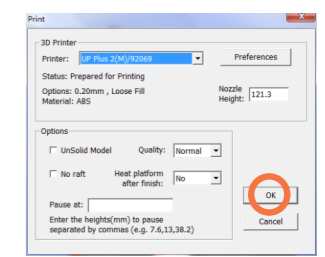 Print
3D Printer
Printer: UP Plus 2(M)/92069
Preferences
Status: Prepared for Printing
Options: 0.20mm , Loose Fill
Material: ABS
Nozzle
Height: 121.3
Options
UnSolid Model
Quality: Normal
No raft
Heat platform
after finish: No
Pause at:
Enter the heights(mm) to pause
separated by commas (e.g. 7.6,13,38.2)
OK
Cancel